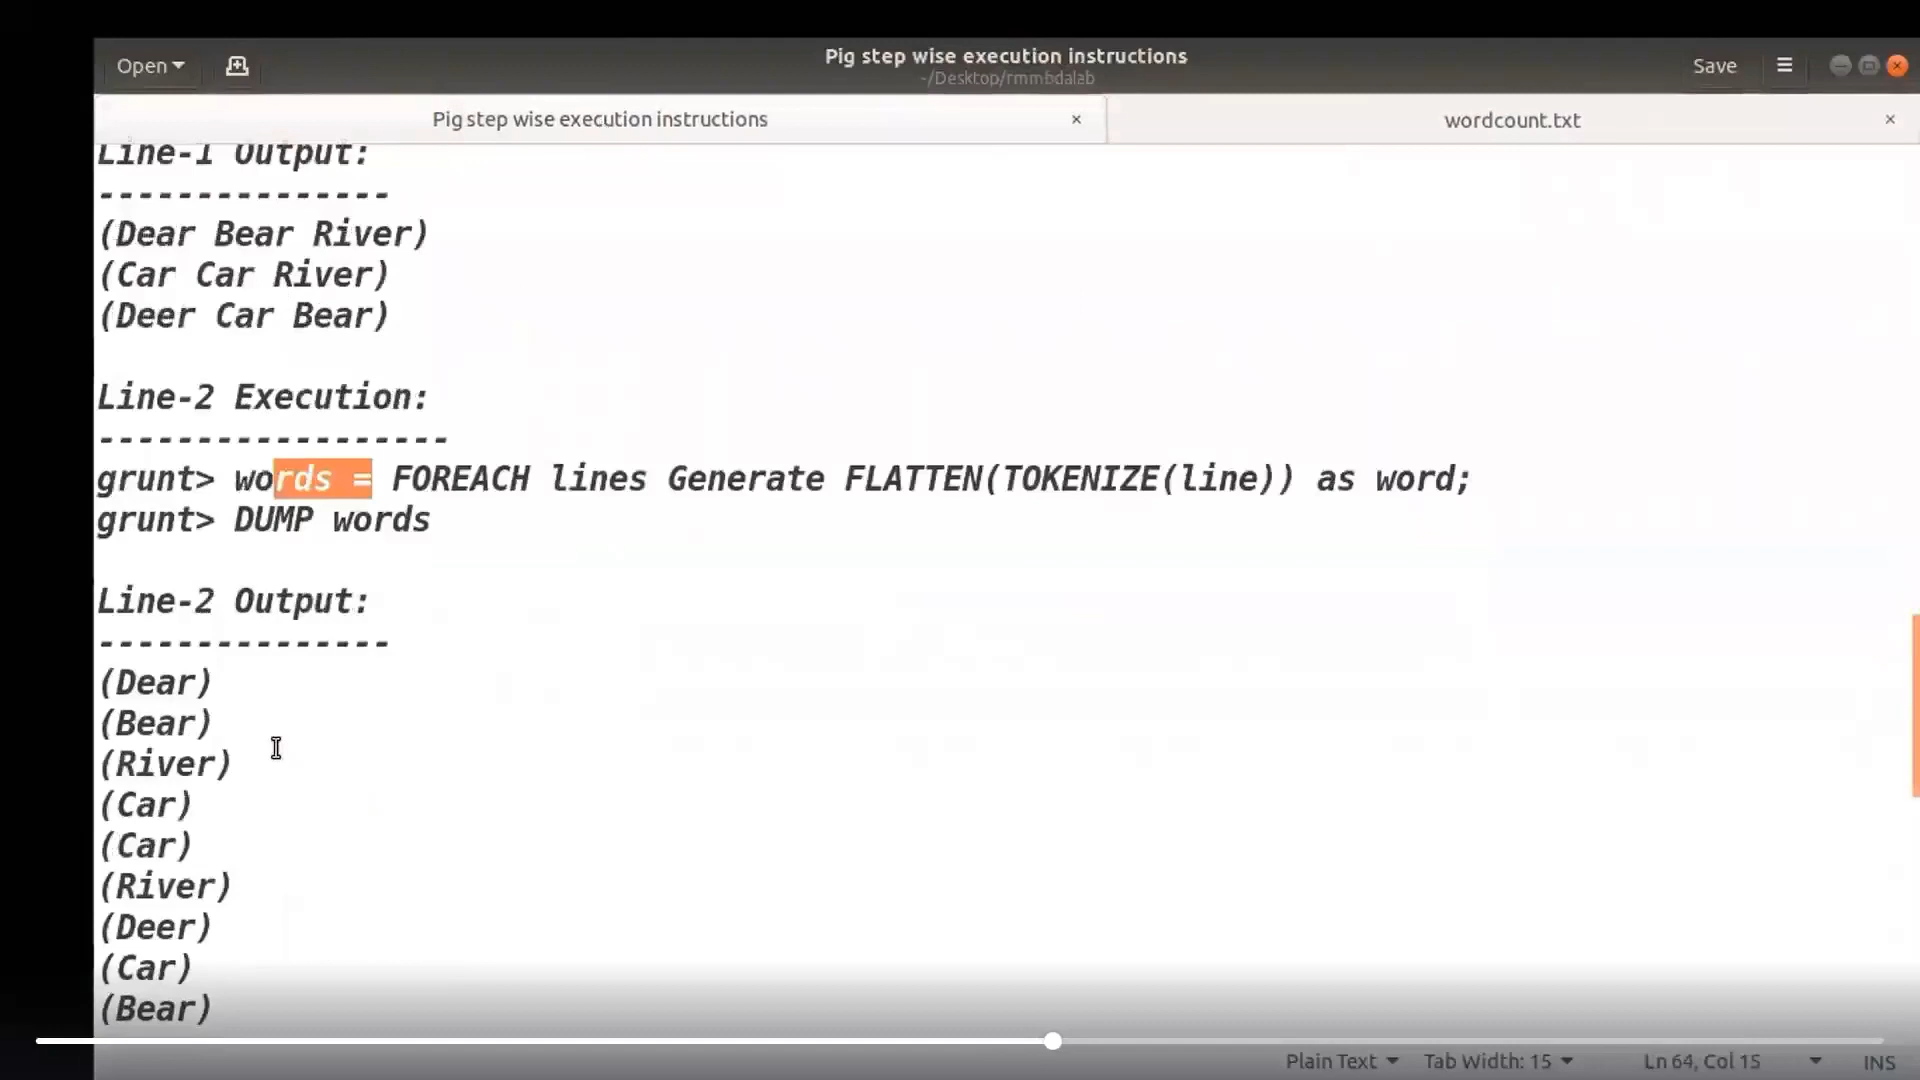 Open
Pig step wise execution instructions
~/Desktop/rmmbdalab
Save
Pig step wise execution instructions
wordcount.txt
Line-1 Output:
---------------
(Dear Bear River)
(Car Car River)
(Deer Car Bear)
Line-2 Execution:
------------------
grunt> words = FOREACH lines Generate FLATTEN(TOKENIZE(line)) as word;
grunt> DUMP words
Line-2 Output:
---------------
(Dear)
(Bear)
(River)
(Car)
(Car)
(River)
(Deer)
(Car)
(Bear)
Plain Text
Tab Width: 15
Ln 64, Col 15
INS